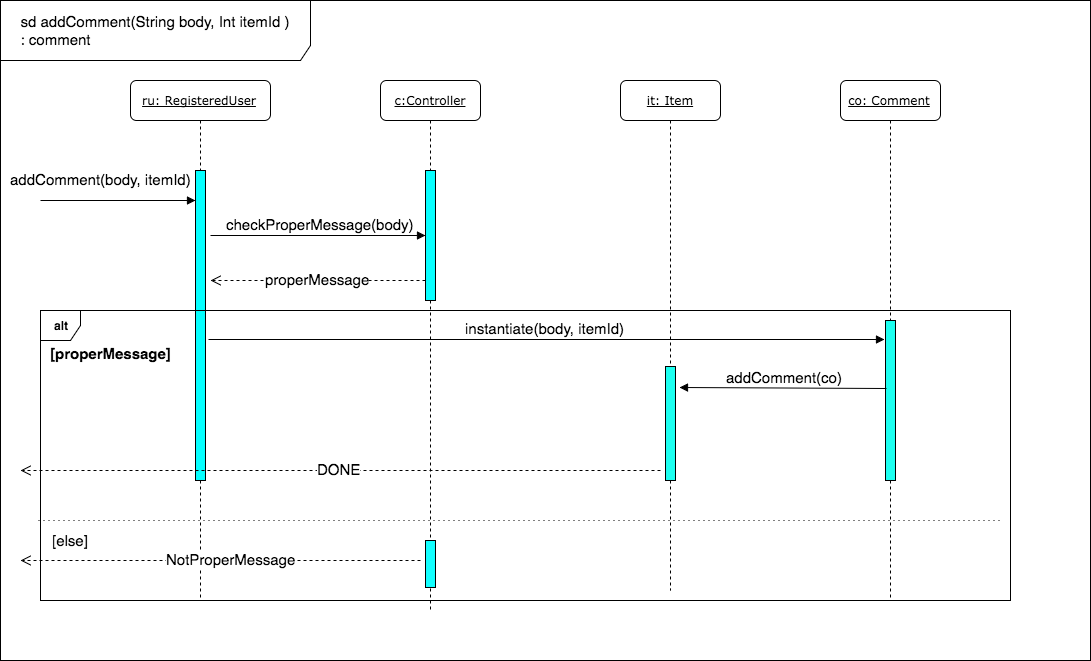 sd addComment(String body, Int itemId )
: comment
ru: RegisteredUser
c:Controller
it: Item
co: Comment
addComment(body, itemId)
checkProperMessage(body)
properMessage
alt
instantiate(body, itemId)
[properMessage]
addComment(co)
DONE
[else]
NotProperMessage